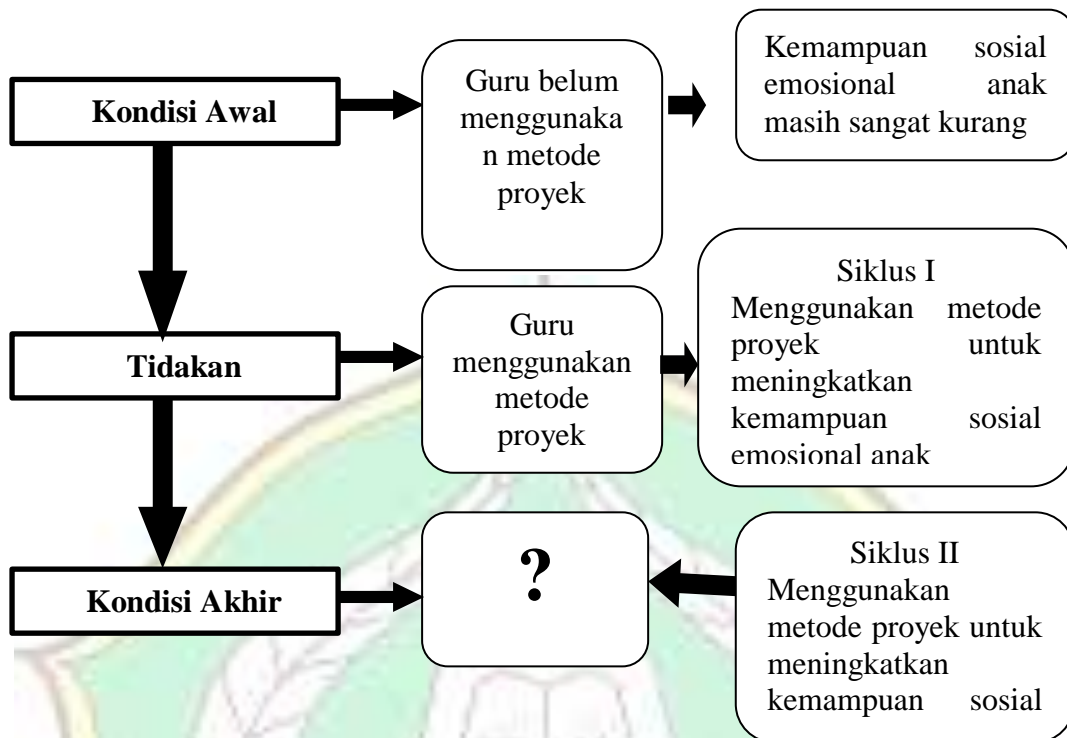 Kondisi Awal
Guru belum
menggunaka
n metode
proyek
Kemampuan sosial
emosional anak
masih sangat kurang
Tidakan
Guru
menggunakan
metode
proyek
Siklus I
Menggunakan metode
proyek untuk
meningkatkan
kemampuan sosial
emosional anak
Kondisi Akhir
?
Siklus II
Menggunakan
metode proyek untuk
meningkatkan
kemampuan sosial